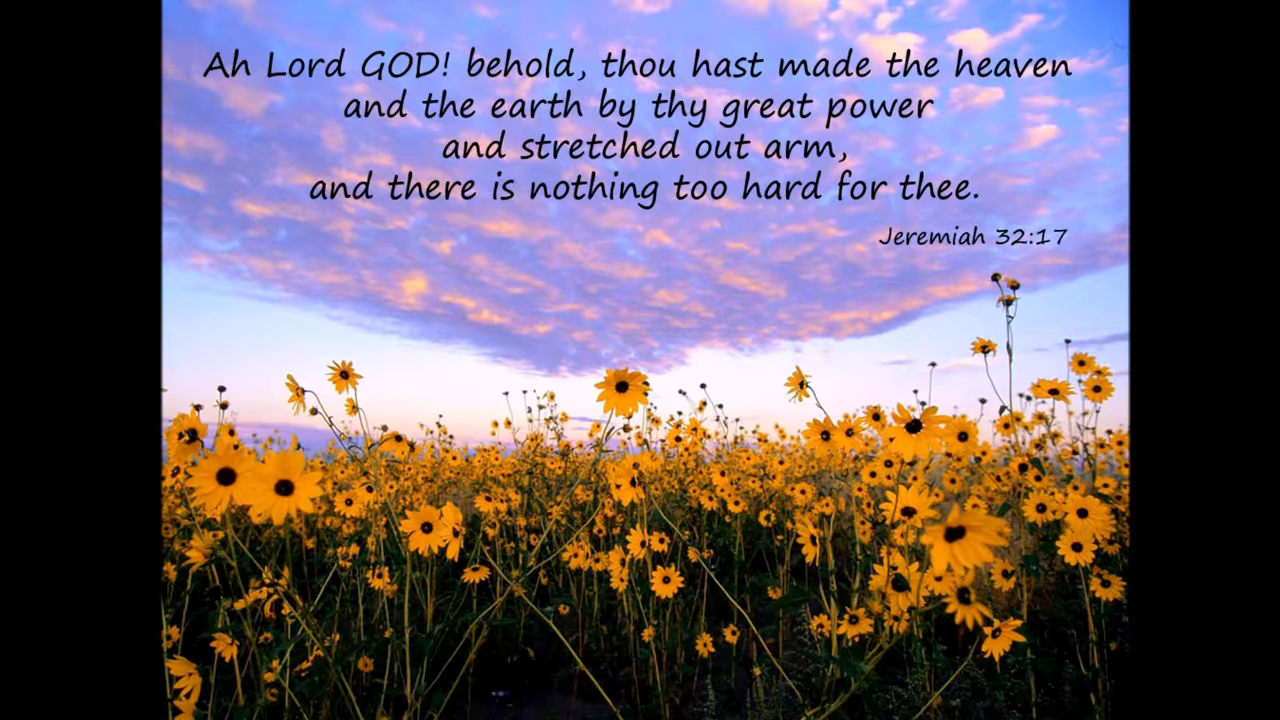 Ah Lord GOD! behold, thou hast made the heaven
and the earth by thy great power
and stretched out arm,
and there is nothing too hard for thee.
Jeremiah 32:17